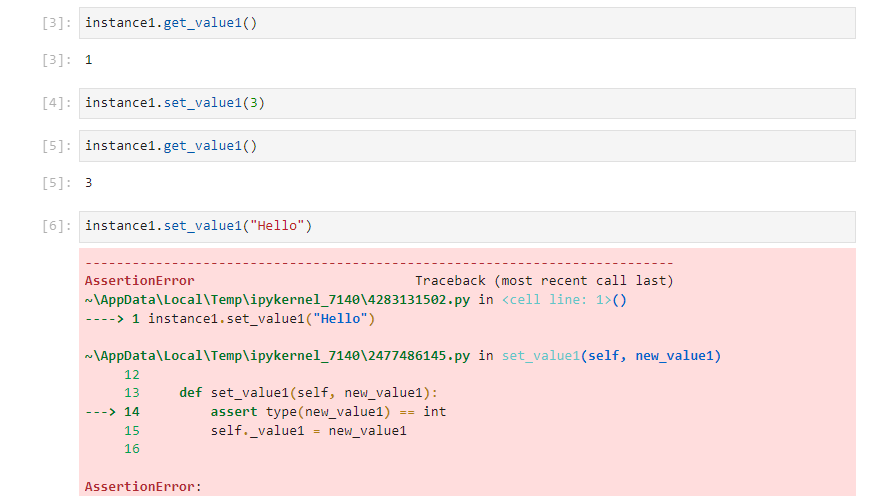 [3]: instance1.get_value1()
[3]: 1
[4]: instance1.set_value1(3)
[5]: instance1.get_value1()
[5]: 3
[6]: instance1.set_value1("Hello")
---------------------------------------------------------------------------
AssertionError                            Traceback (most recent call last)
~\AppData\Local\Temp\ipykernel_7140\4283131502.py in <cell line: 1>()
----> 1 instance1.set_value1("Hello")
~\AppData\Local\Temp\ipykernel_7140\2477486145.py in set_value1(self, new_value1)
     12
     13     def set_value1(self, new_value1):
---> 14         assert type(new_value1) == int
     15         self._value1 = new_value1
     16
AssertionError: